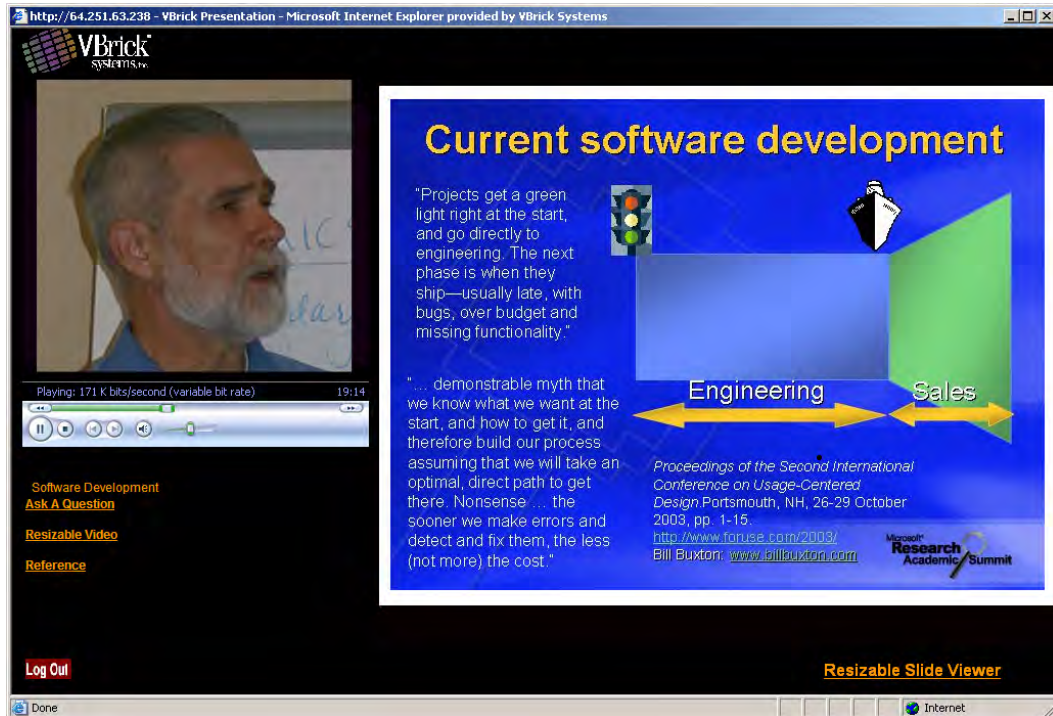 http://64.251.63.238 - VBrick Presentation - Microsoft Internet Explorer provided by VBrick Systems
VBrick
systems, inc.
Playing: 171 K bits/second (variable bit rate)
19:14
Software Development
Ask A Question
Resizable Video
Reference
Log Out
Current software development
"Projects get a green
light right at the start,
and go directly to
engineering. The next
phase is when they
ship—usually late, with
bugs, over budget and
missing functionality."
"… demonstrable myth that
we know what we want at the
start, and how to get it, and
therefore build our process
assuming that we will take an
optimal, direct path to get
there. Nonsense … the
sooner we make errors and
detect and fix them, the less
(not more) the cost."
Engineering
Sales
Proceedings of the Second International
Conference on Usage-Centered
Design.Portsmouth, NH, 26-29 October
2003, pp. 1-15.
http://www.foruse.com/2003/
Bill Buxton: www.billbuxton.com
Microsoft
Research
Academic Summit
Resizable Slide Viewer
Done
Internet